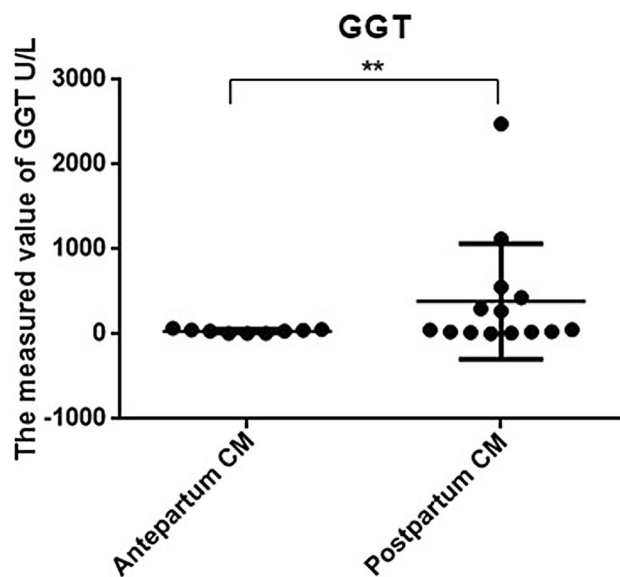 GGT
**
The measured value of GGT U/L
3000
2000
1000
0
-1000
Antepartum CM
Postpartum CM